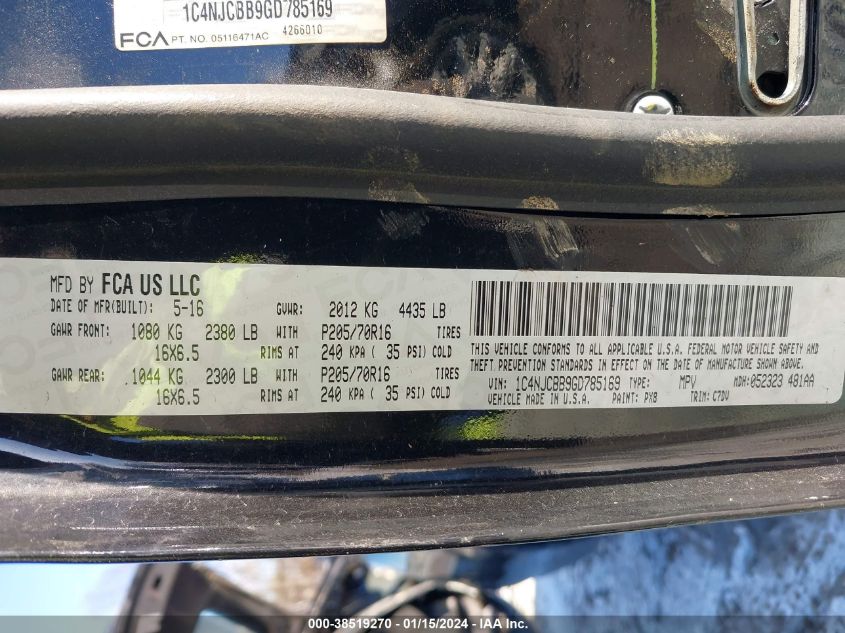 1C4NJCBB9GD785169
FCA PT. NO. 05116471AC 4266010
MFD BY FCA US LLC
DATE OF MFR(BUILT): 5-16 GVWR: 2012 KG 4435 LB
GAWR FRONT: 1080 KG 2380 LB WITH P205/70R16 TIRES
16X6.5 RIMS AT 240 KPA ( 35 PSI) COLD
GAWR REAR: 1044 KG 2300 LB WITH P205/70R16 TIRES
16X6.5 RIMS AT 240 KPA ( 35 PSI) COLD
THIS VEHICLE CONFORMS TO ALL APPLICABLE U.S.A. FEDERAL MOTOR VEHICLE SAFETY AND
THEFT PREVENTION STANDARDS IN EFFECT ON THE DATE OF MANUFACTURE SHOWN ABOVE.
VIN: 1C4NJCBB9GD785169 TYPE: MPV MDH: 052323 481AA
VEHICLE MADE IN U.S.A. PAINT: PX8 TRIM: C7DV
000-38519270 - 01/15/2024 - IAA Inc.